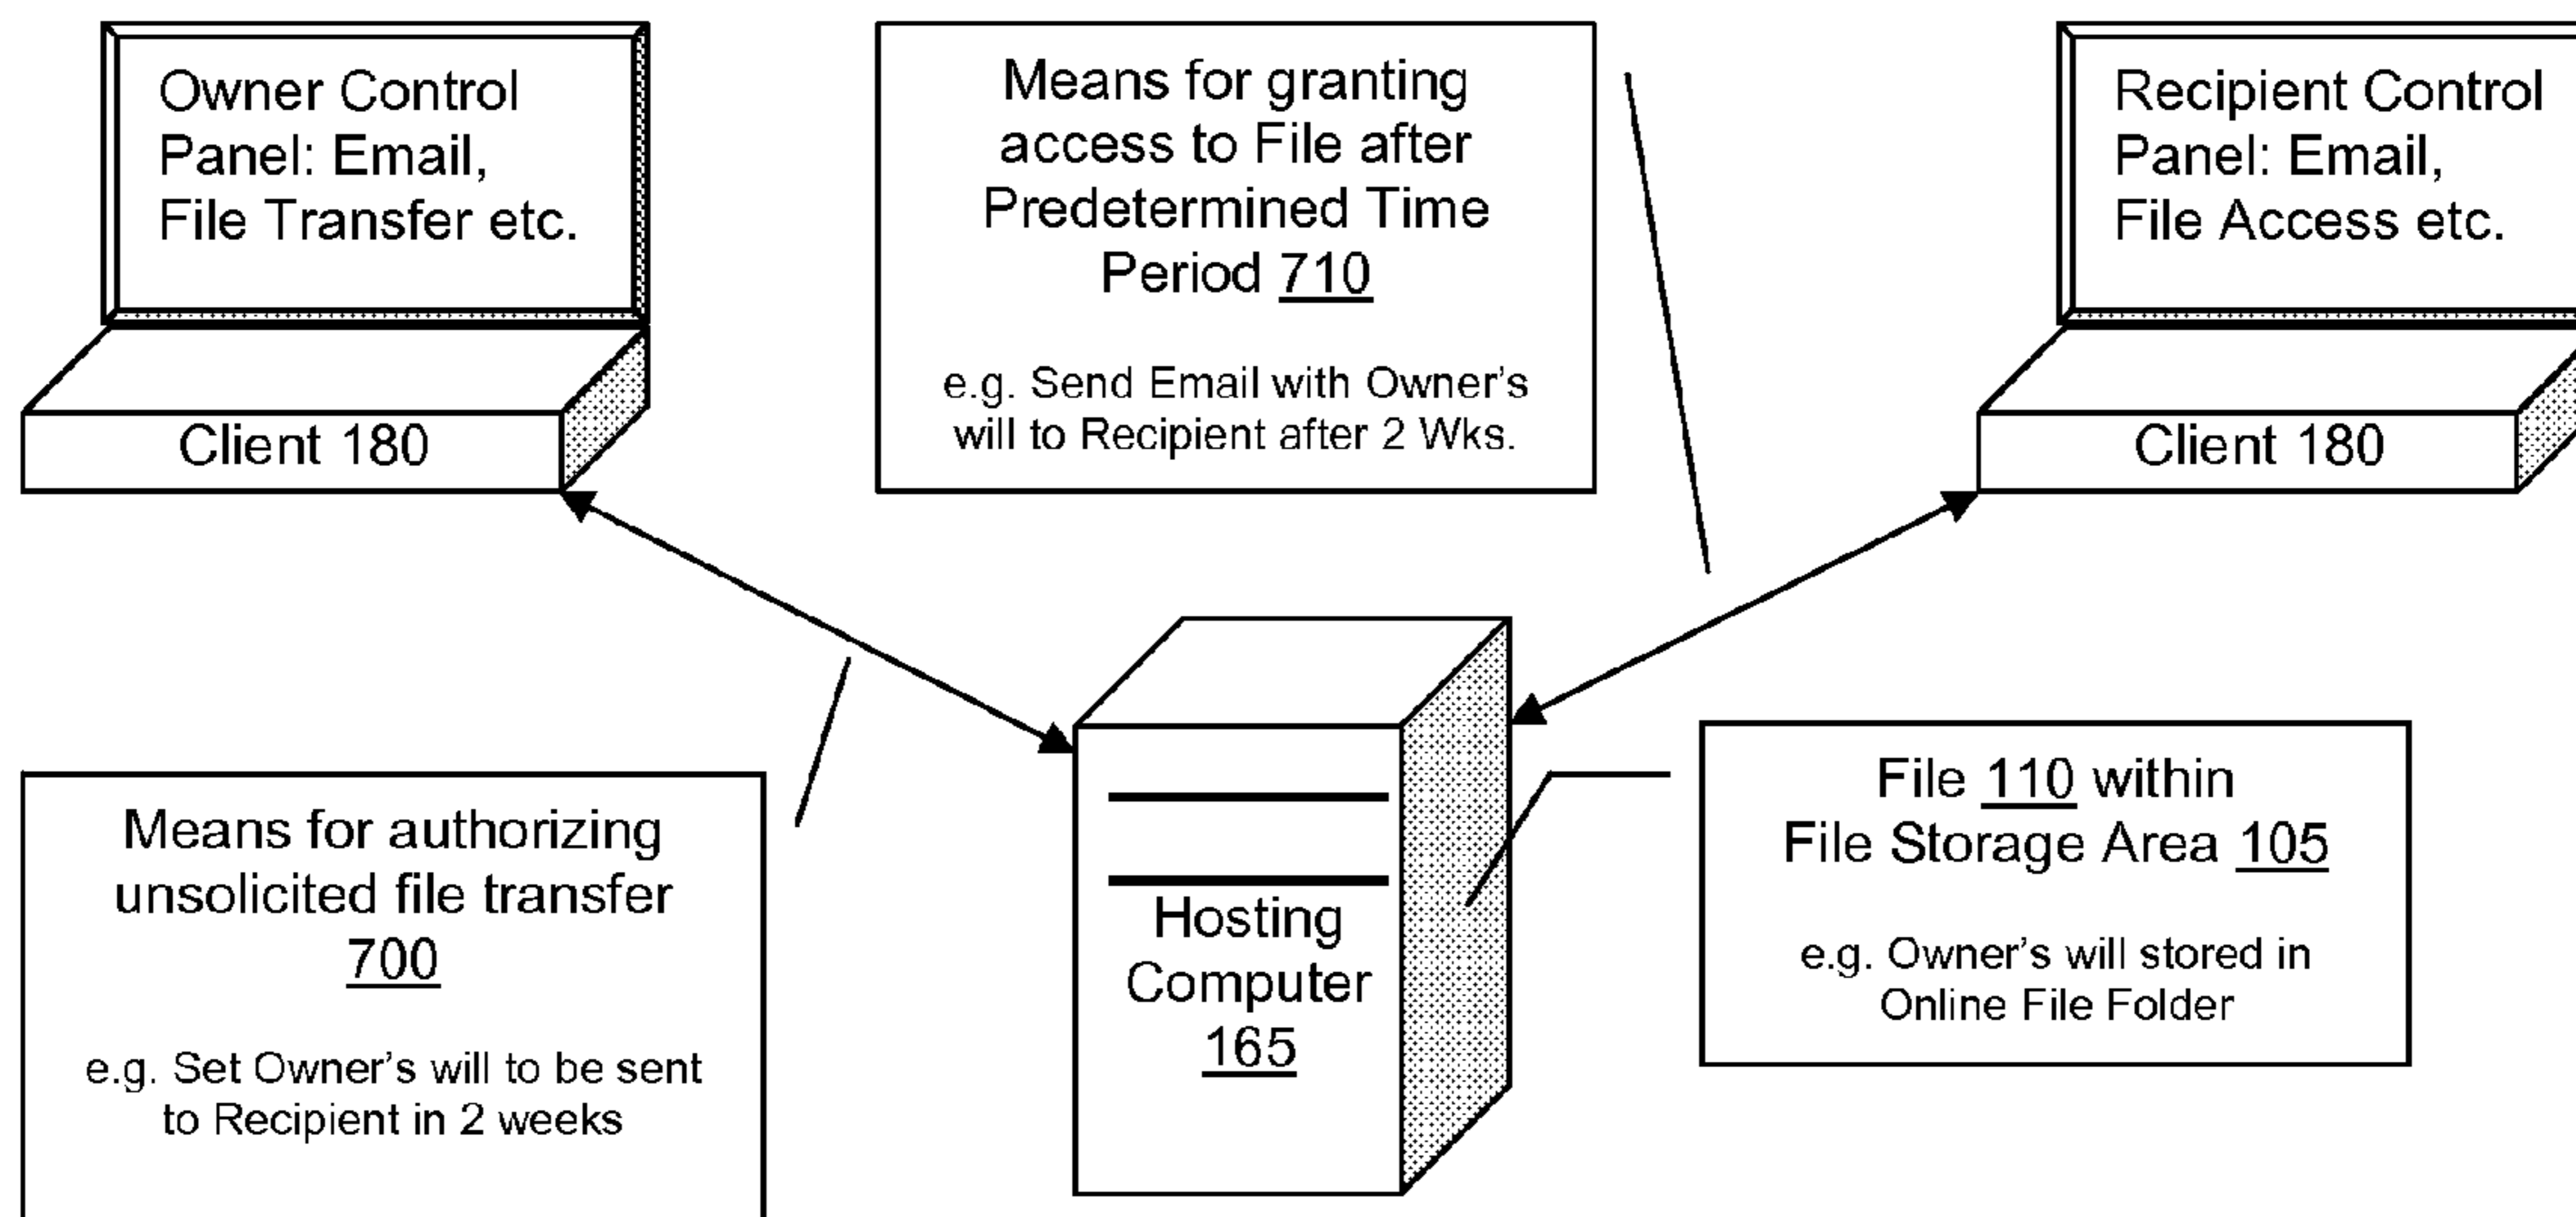 Owner Control
Panel: Email,
File Transfer etc.
Client 180
Means for granting
access to File after
Predetermined Time
Period 710
e.g. Send Email with Owner's
will to Recipient after 2 Wks.
Recipient Control
Panel: Email,
File Access etc.
Client 180
Means for authorizing
unsolicited file transfer
700
e.g. Set Owner's will to be sent
to Recipient in 2 weeks
Hosting
Computer
165
File 110 within
File Storage Area 105
e.g. Owner's will stored in
Online File Folder